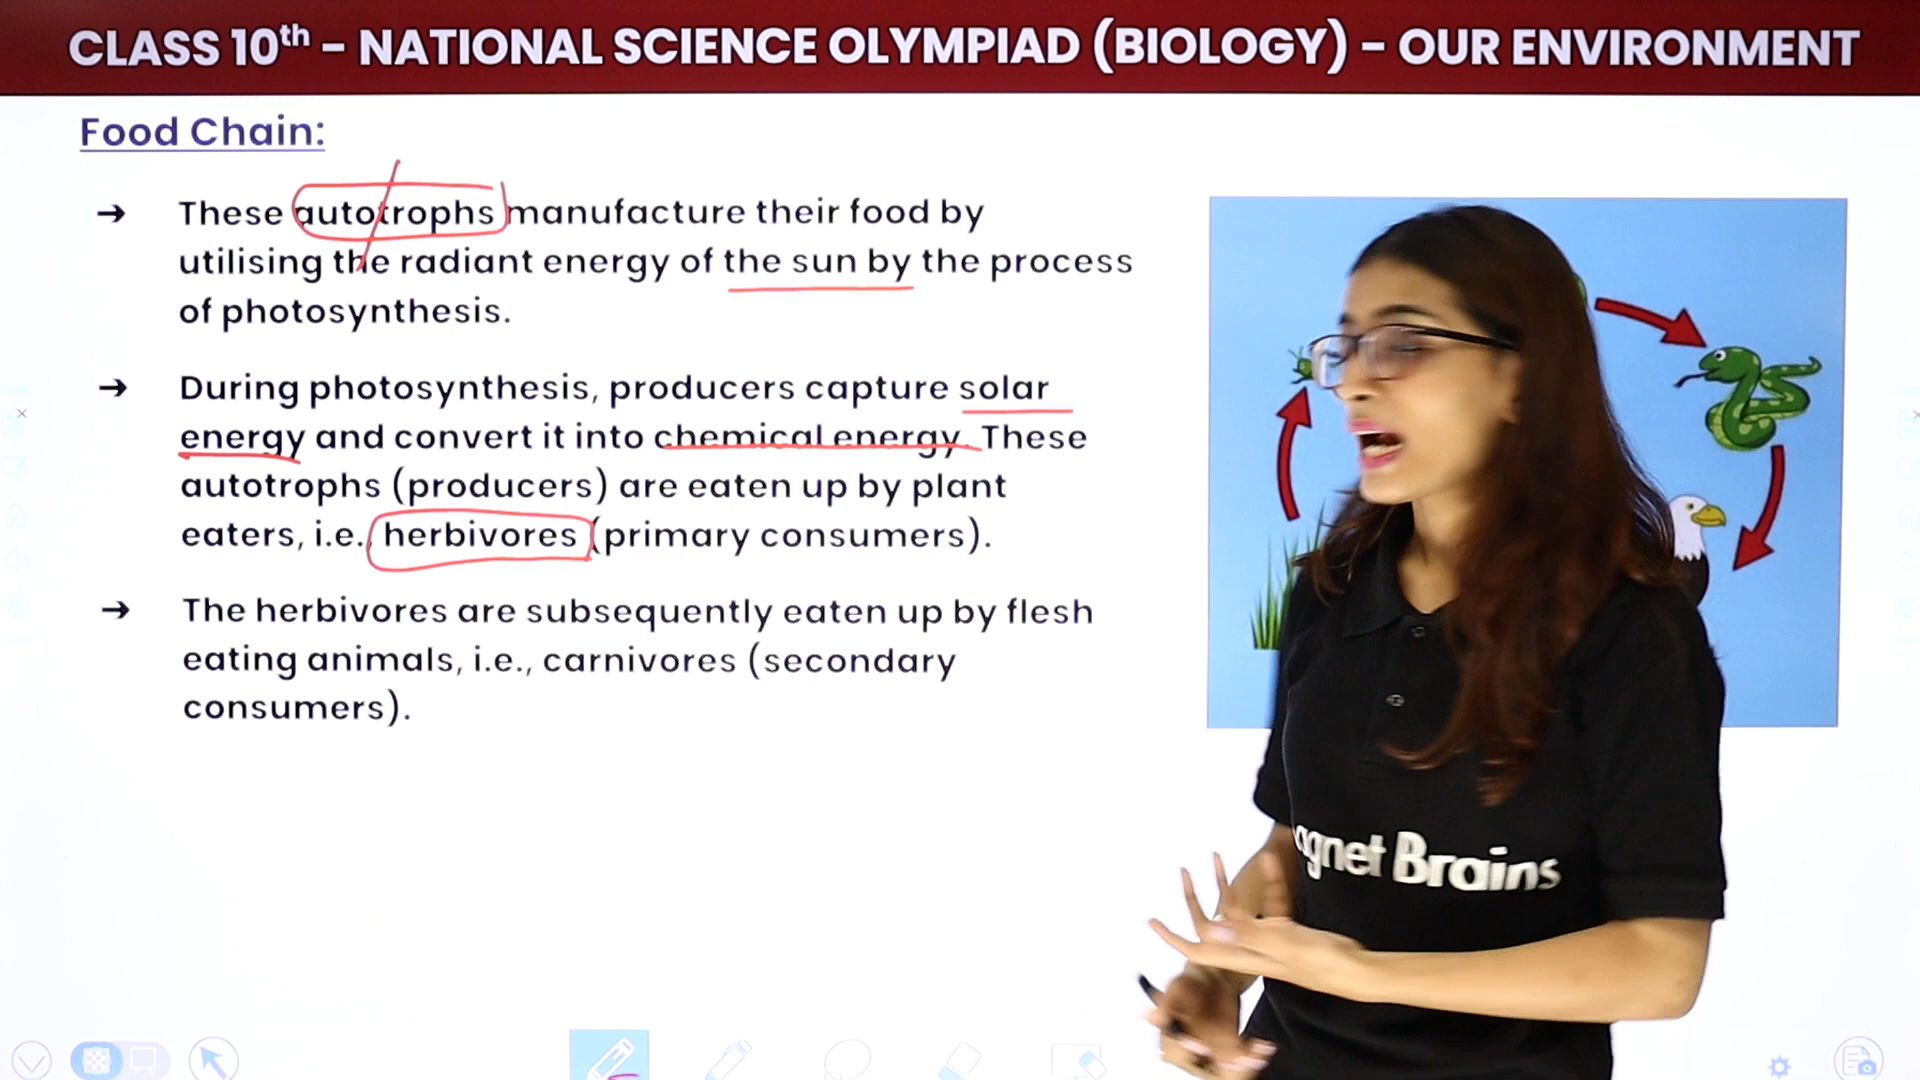 CLASS 10th – NATIONAL SCIENCE OLYMPIAD (BIOLOGY) – OUR ENVIRONMENT
Food Chain:
➔ These autotrophs manufacture their food by
utilising the radiant energy of the sun by the process
of photosynthesis.
➔ During photosynthesis, producers capture solar
energy and convert it into chemical energy. These
autotrophs (producers) are eaten up by plant
eaters, i.e., herbivores (primary consumers).
➔ The herbivores are subsequently eaten up by flesh
eating animals, i.e., carnivores (secondary
consumers).
agnet Brains